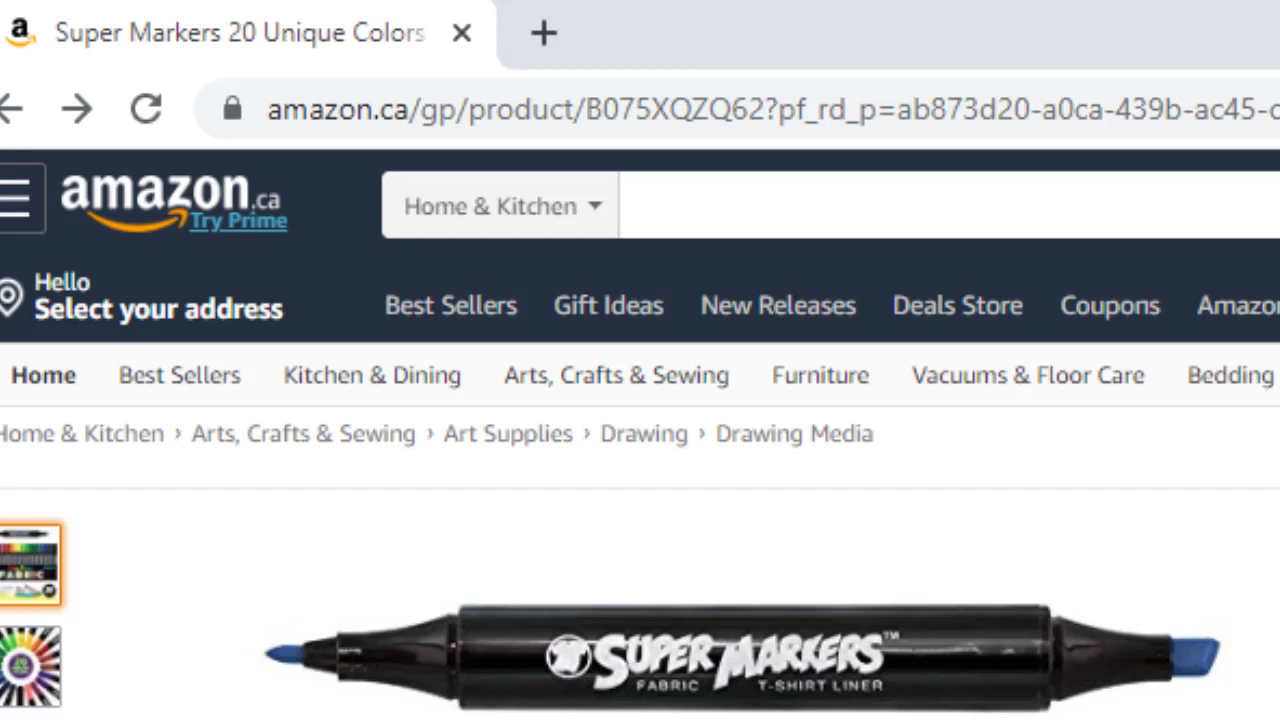 Super Markers 20 Unique Colors
amazon.ca/gp/product/B075XQZQ62?pf_rd_p=ab873d20-a0ca-439b-ac45-c
amazon.ca
Try Prime
Home & Kitchen
Hello
Select your address
Best Sellers Gift Ideas New Releases Deals Store Coupons Amazon
Home Best Sellers Kitchen & Dining Arts, Crafts & Sewing Furniture Vacuums & Floor Care Bedding
Home & Kitchen › Arts, Crafts & Sewing › Art Supplies › Drawing › Drawing Media
FABRIC
SUPER MARKERS™
FABRIC T-SHIRT LINER